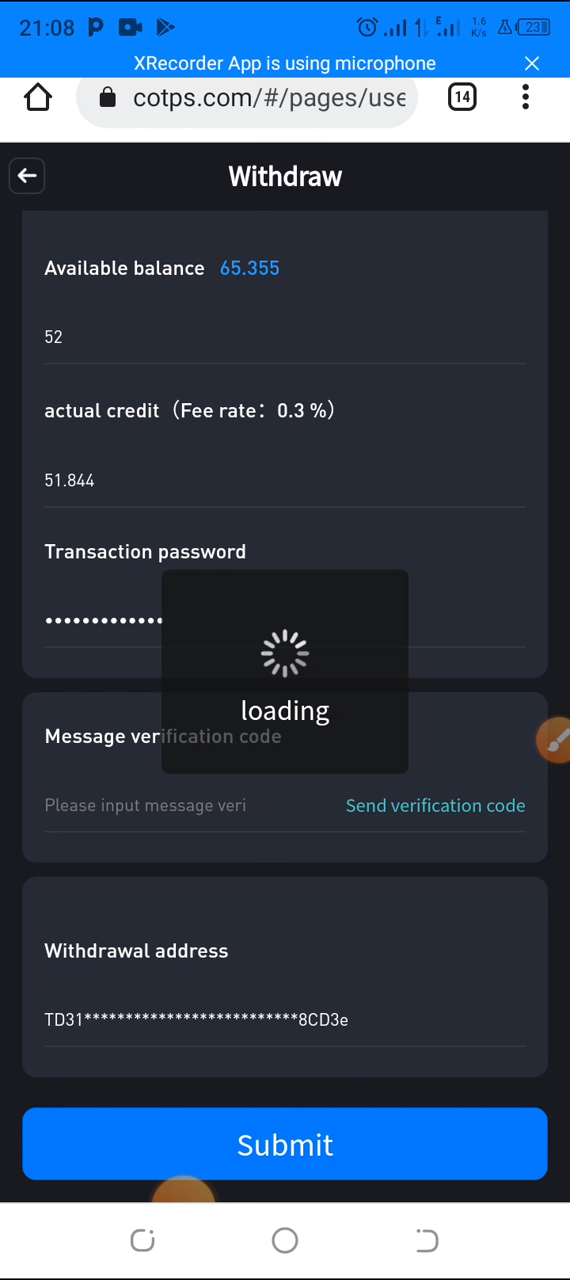 21:08 P E 1.6 K/s 23
XRecorder App is using microphone
cotps.com/#/pages/use 14
Withdraw
Available balance 65.355
52
actual credit（Fee rate： 0.3 %）
51.844
Transaction password
•••••••••••••
loading
Message verification code
Please input message veri Send verification code
Withdrawal address
TD31**************************8CD3e
Submit